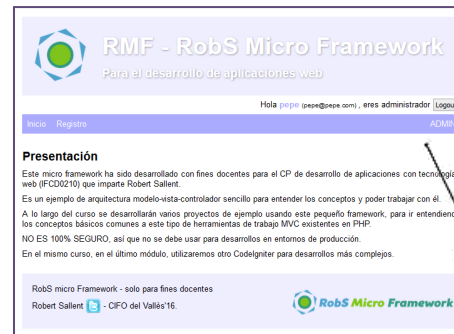 RMF - RobS Micro Framework
Para el desarrollo de aplicaciones web
Hola pepe (pepe@pepe.com) , eres administrador Logou
Inicio Registro ADMIN
Presentación
Este micro framework ha sido desarrollado con fines docentes para el CP de desarrollo de aplicaciones con tecnología
web (IFCD0210) que imparte Robert Sallent.
Es un ejemplo de arquitectura modelo-vista-controlador sencillo para entender los conceptos y poder trabajar con él.
A lo largo del curso se desarrollarán varios proyectos de ejemplo usando este pequeño framework, para ir entendiend
los conceptos básicos comunes a este tipo de herramientas de trabajo MVC existentes en PHP.
NO ES 100% SEGURO, así que no se debe usar para desarrollos en entornos de producción.
En el mismo curso, en el último módulo, utilizaremos otro CodeIgniter para desarrollos más complejos.
RobS micro Framework - solo para fines docentes
Robert Sallent - CIFO del Vallès'16.
RobS Micro Framework